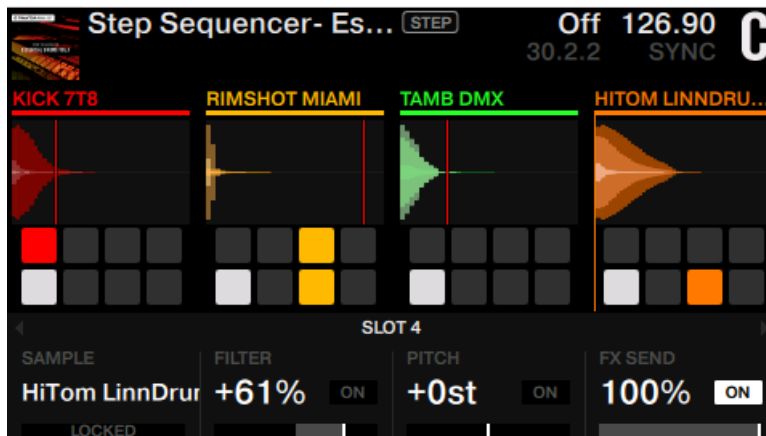 Step Sequencer- Es... STEP Off 126.90 C
30.2.2 SYNC
KICK 7T8 RIMSHOT MIAMI TAMB DMX HITOM LINNDRU...
SLOT 4
SAMPLE FILTER PITCH FX SEND
HiTom LinnDrur +61% ON +0st ON 100% ON
LOCKED